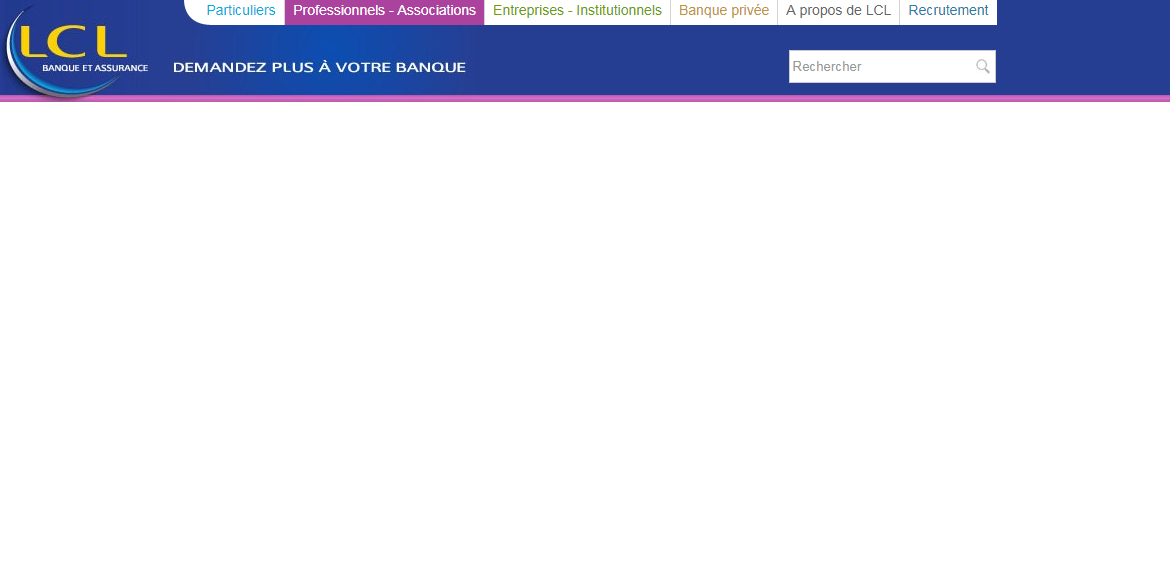 Particuliers
Professionnels - Associations
Entreprises - Institutionnels
Banque privée
A propos de LCL
Recrutement
LCL
BANQUE ET ASSURANCE
DEMANDEZ PLUS À VOTRE BANQUE
Rechercher